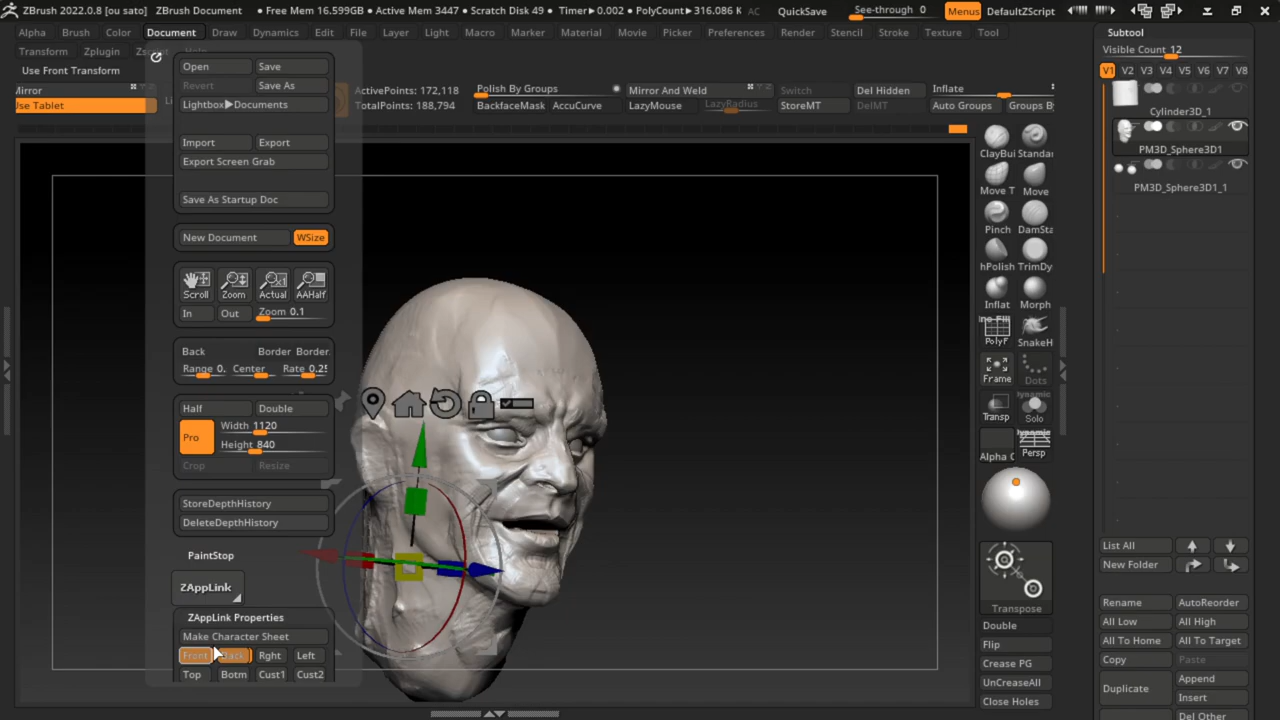 ZBrush 2022.0.8 [ou sato] ZBrush Document ● Free Mem 16.599GB ● Active Mem 3447 ● Scratch Disk 49 ● Timer▶0.002 ● PolyCount▶316.086 K AC QuickSave See-through 0 Menus DefaultZScript
Alpha Brush Color Document Draw Dynamics Edit File Layer Light Macro Marker Material Movie Picker Preferences Render Stencil Stroke Texture Tool
Transform Zplugin
Use Front Transform
Mirror
Use Tablet
Open Save
Revert Save As
Lightbox▶Documents
Import Export
Export Screen Grab
Save As Startup Doc
New Document WSize
Scroll Zoom Actual AAHalf
In Out Zoom 0.1
Back Border Border
Range 0. Center Rate 0.25
Half Double
Pro Width 1120
Height 840
Crop Resize
StoreDepthHistory
DeleteDepthHistory
PaintStop
ZAppLink
ZAppLink Properties
Make Character Sheet
Front Back Rght Left
Top Botm Cust1 Cust2
ActivePoints: 172,118
TotalPoints: 188,794
Polish By Groups
BackfaceMask AccuCurve
Mirror And Weld
LazyMouse LazyRadius
Switch Del Hidden
StoreMT DelMT
Inflate
Auto Groups Groups By
ClayBui Standar
Move T Move
Pinch DamSta
hPolish TrimDy
Inflat Morph
PolyF SnakeH
Frame Dots
Dynamic
Transp Solo
Dynamic
Alpha O Persp
Transpose
Double
Flip
Crease PG
UnCreaseAll
Close Holes
Subtool
Visible Count 12
V1 V2 V3 V4 V5 V6 V7 V8
Cylinder3D_1
PM3D_Sphere3D1
PM3D_Sphere3D1_1
List All
New Folder
Rename AutoReorder
All Low All High
All To Home All To Target
Copy Paste
Duplicate Append
Insert
Del Other